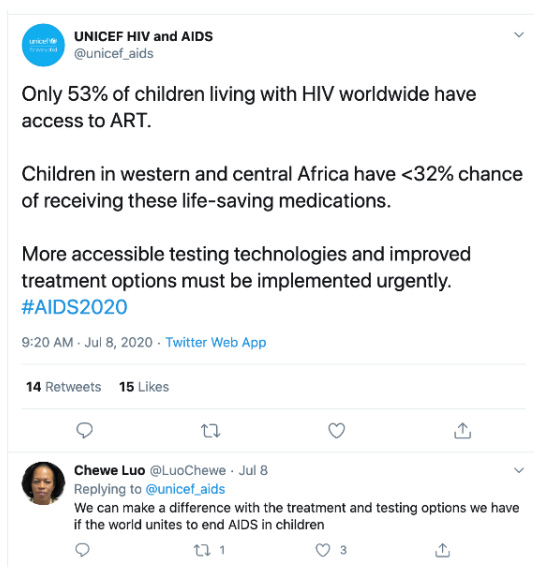 unicef
UNICEF HIV and AIDS
@unicef_aids
Only 53% of children living with HIV worldwide have
access to ART.
Children in western and central Africa have <32% chance
of receiving these life-saving medications.
More accessible testing technologies and improved
treatment options must be implemented urgently.
#AIDS2020
9:20 AM · Jul 8, 2020 · Twitter Web App
14 Retweets 15 Likes
Chewe Luo @LuoChewe · Jul 8
Replying to @unicef_aids
We can make a difference with the treatment and testing options we have
if the world unites to end AIDS in children
1 3